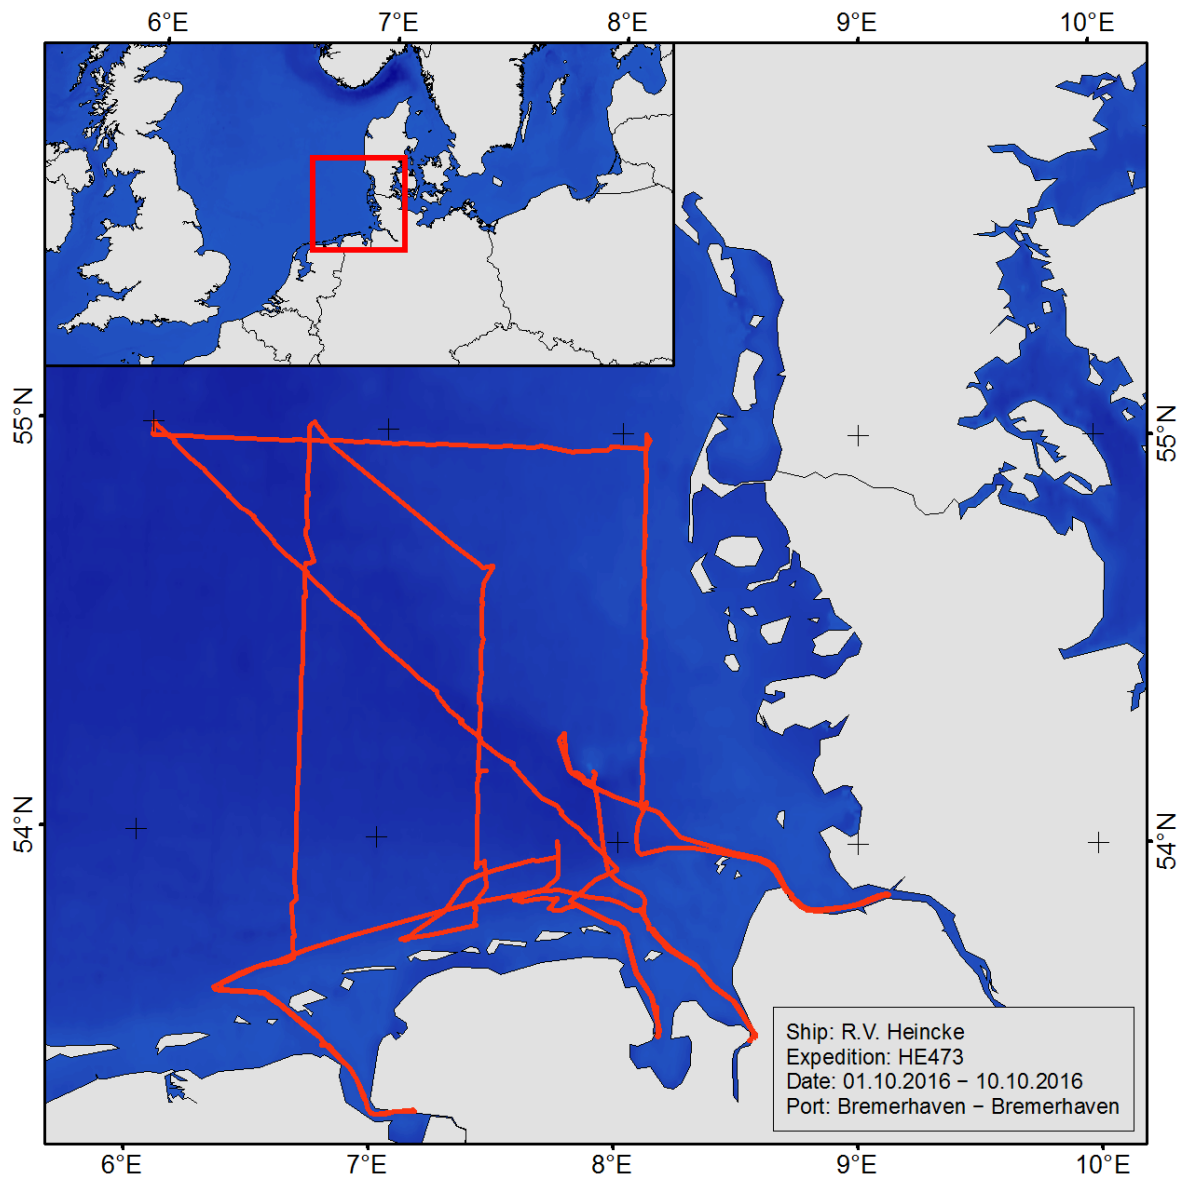 6°E 7°E 8°E 9°E 10°E
55°N 55°N
54°N 54°N
Ship: R.V. Heincke
Expedition: HE473
Date: 01.10.2016 − 10.10.2016
Port: Bremerhaven − Bremerhaven
6°E 7°E 8°E 9°E 10°E